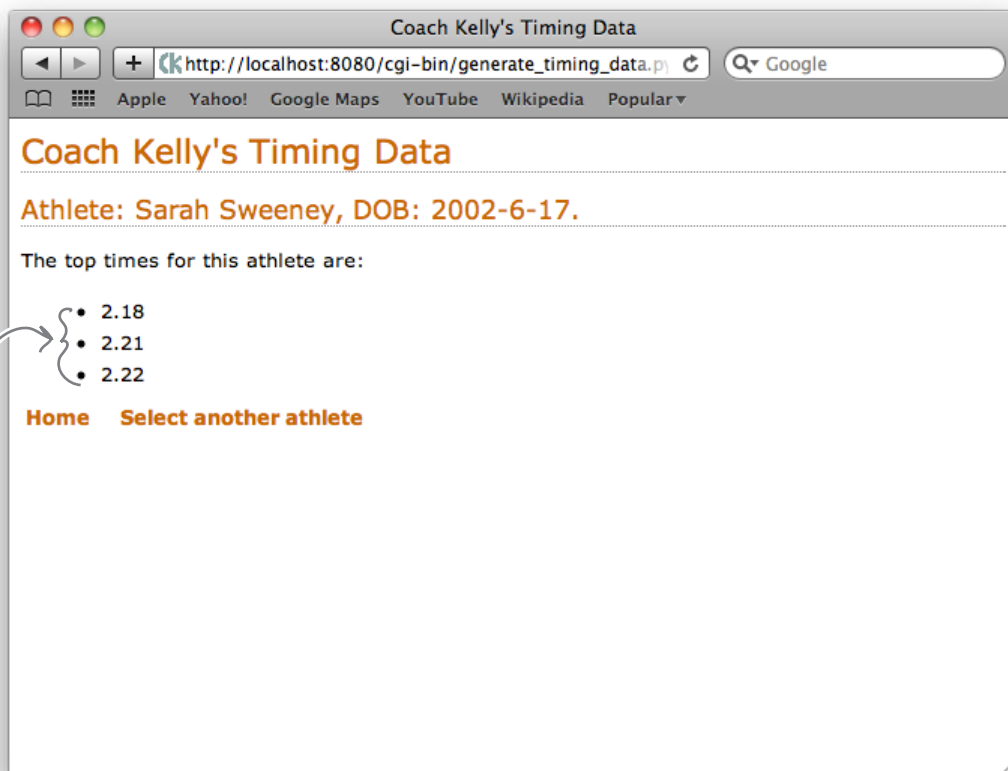 Coach Kelly's Timing Data
http://localhost:8080/cgi-bin/generate_timing_data.py
Google
Apple Yahoo! Google Maps YouTube Wikipedia Popular
Coach Kelly's Timing Data
Athlete: Sarah Sweeney, DOB: 2002-6-17.
The top times for this athlete are:
• 2.18
• 2.21
• 2.22
Home Select another athlete